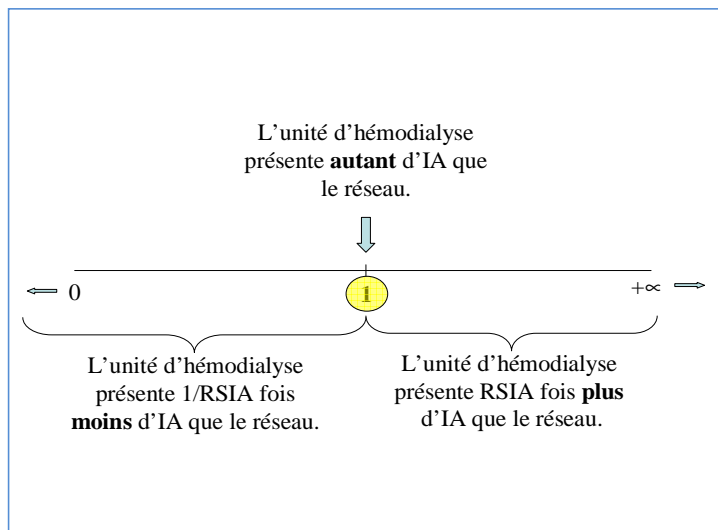 L’unité d’hémodialyse
présente autant d’IA que
le réseau.
0
1
+∝
L’unité d’hémodialyse
présente 1/RSIA fois
moins d’IA que le réseau.
L’unité d’hémodialyse
présente RSIA fois plus
d’IA que le réseau.